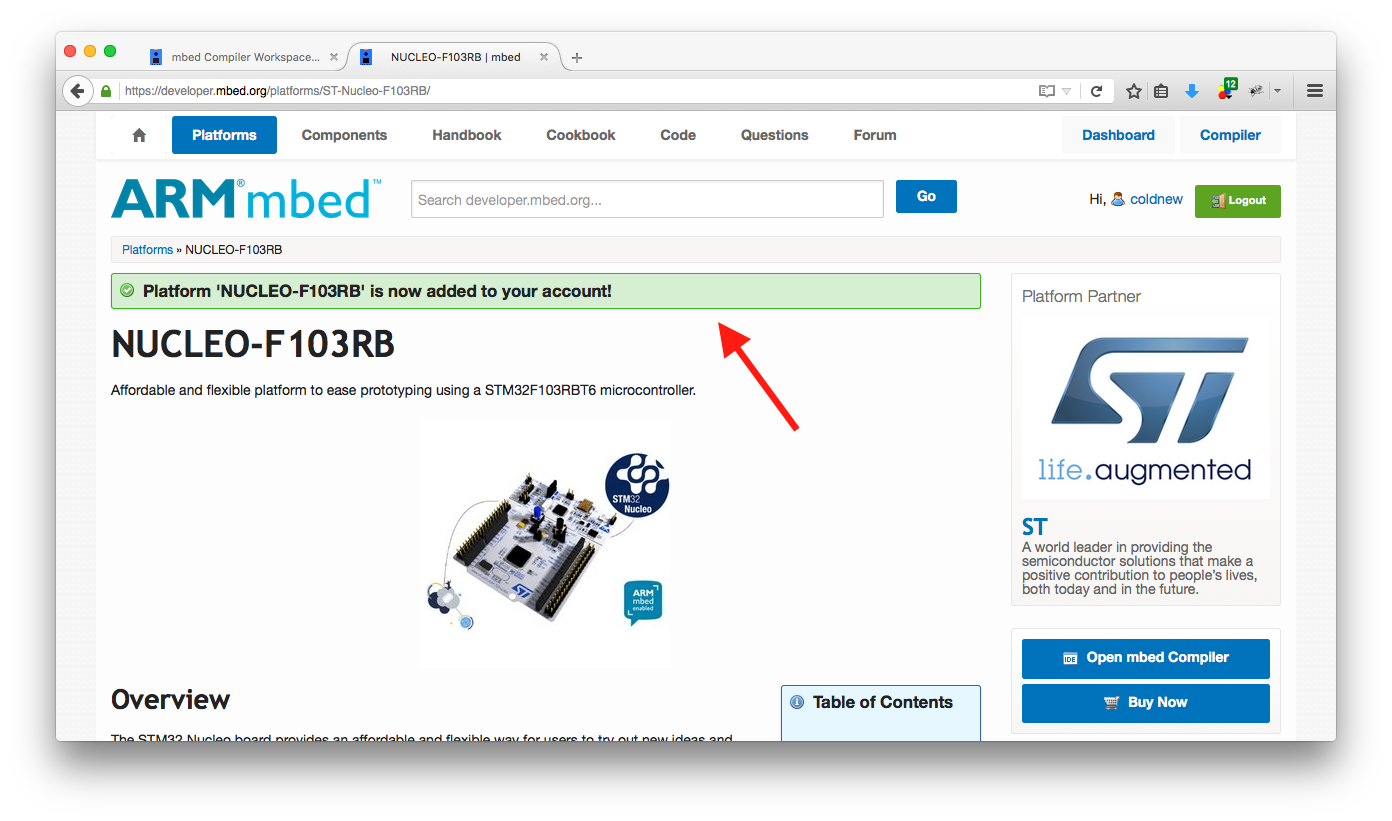 mbed Compiler Workspace...
NUCLEO-F103RB | mbed
https://developer.mbed.org/platforms/ST-Nucleo-F103RB/
12
Platforms
Components
Handbook
Cookbook
Code
Questions
Forum
Dashboard
Compiler
ARM®mbed™
Search developer.mbed.org...
Go
Hi, coldnew
Logout
Platforms » NUCLEO-F103RB
Platform 'NUCLEO-F103RB' is now added to your account!
NUCLEO-F103RB
Affordable and flexible platform to ease prototyping using a STM32F103RBT6 microcontroller.
STM32
Nucleo
ST
ARM
mbed
enabled
Overview
Table of Contents
The STM32 Nucleo board provides an affordable and flexible way for users to try out new ideas and
Platform Partner
ST
life.augmented
ST
A world leader in providing the
semiconductor solutions that make a
positive contribution to people's lives,
both today and in the future.
IDE Open mbed Compiler
Buy Now